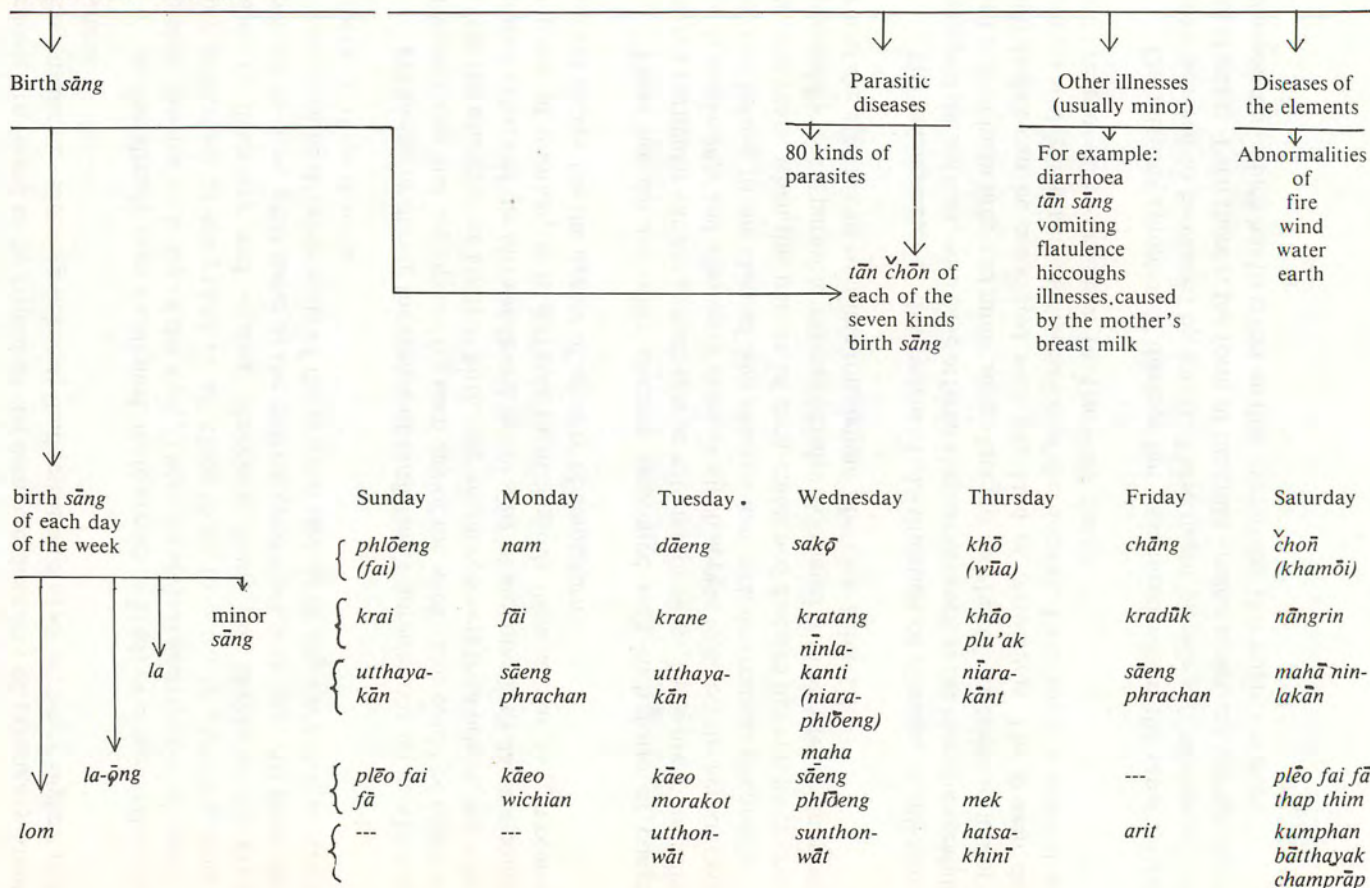 Birth sāng
Parasitic
diseases
80 kinds of
parasites
tān chōn of
each of the
seven kinds
birth sāng
Other illnesses
(usually minor)
For example:
diarrhoea
tān sāng
vomiting
flatulence
hiccoughs
illnesses caused
by the mother's
breast milk
Diseases of
the elements
Abnormalities
of
fire
wind
water
earth
birth sāng
of each day
of the week
minor
sāng
la
la-ǭng
lom
Sunday Monday Tuesday Wednesday Thursday Friday Saturday
phlōeng nam dāeng sakǭ khō chāng chon
(fai) (wūa) (khamōi)
krai fāi krane kratang khāo kradūk nāngrin
plu'ak
utthaya- sāeng utthaya- nīnla- niara- sāeng mahā nin-
kān phrachan kān kanti kānt phrachan lakān
(niara-
phlōeng)
maha
plēo fai kāeo kāeo sāeng mek --- plēo fai fā
fā wichian morakot phlōeng thap thim
--- --- utthon- sunthon- hatsa- arit kumphan
wāt wāt khinī bātthayak
champrāp